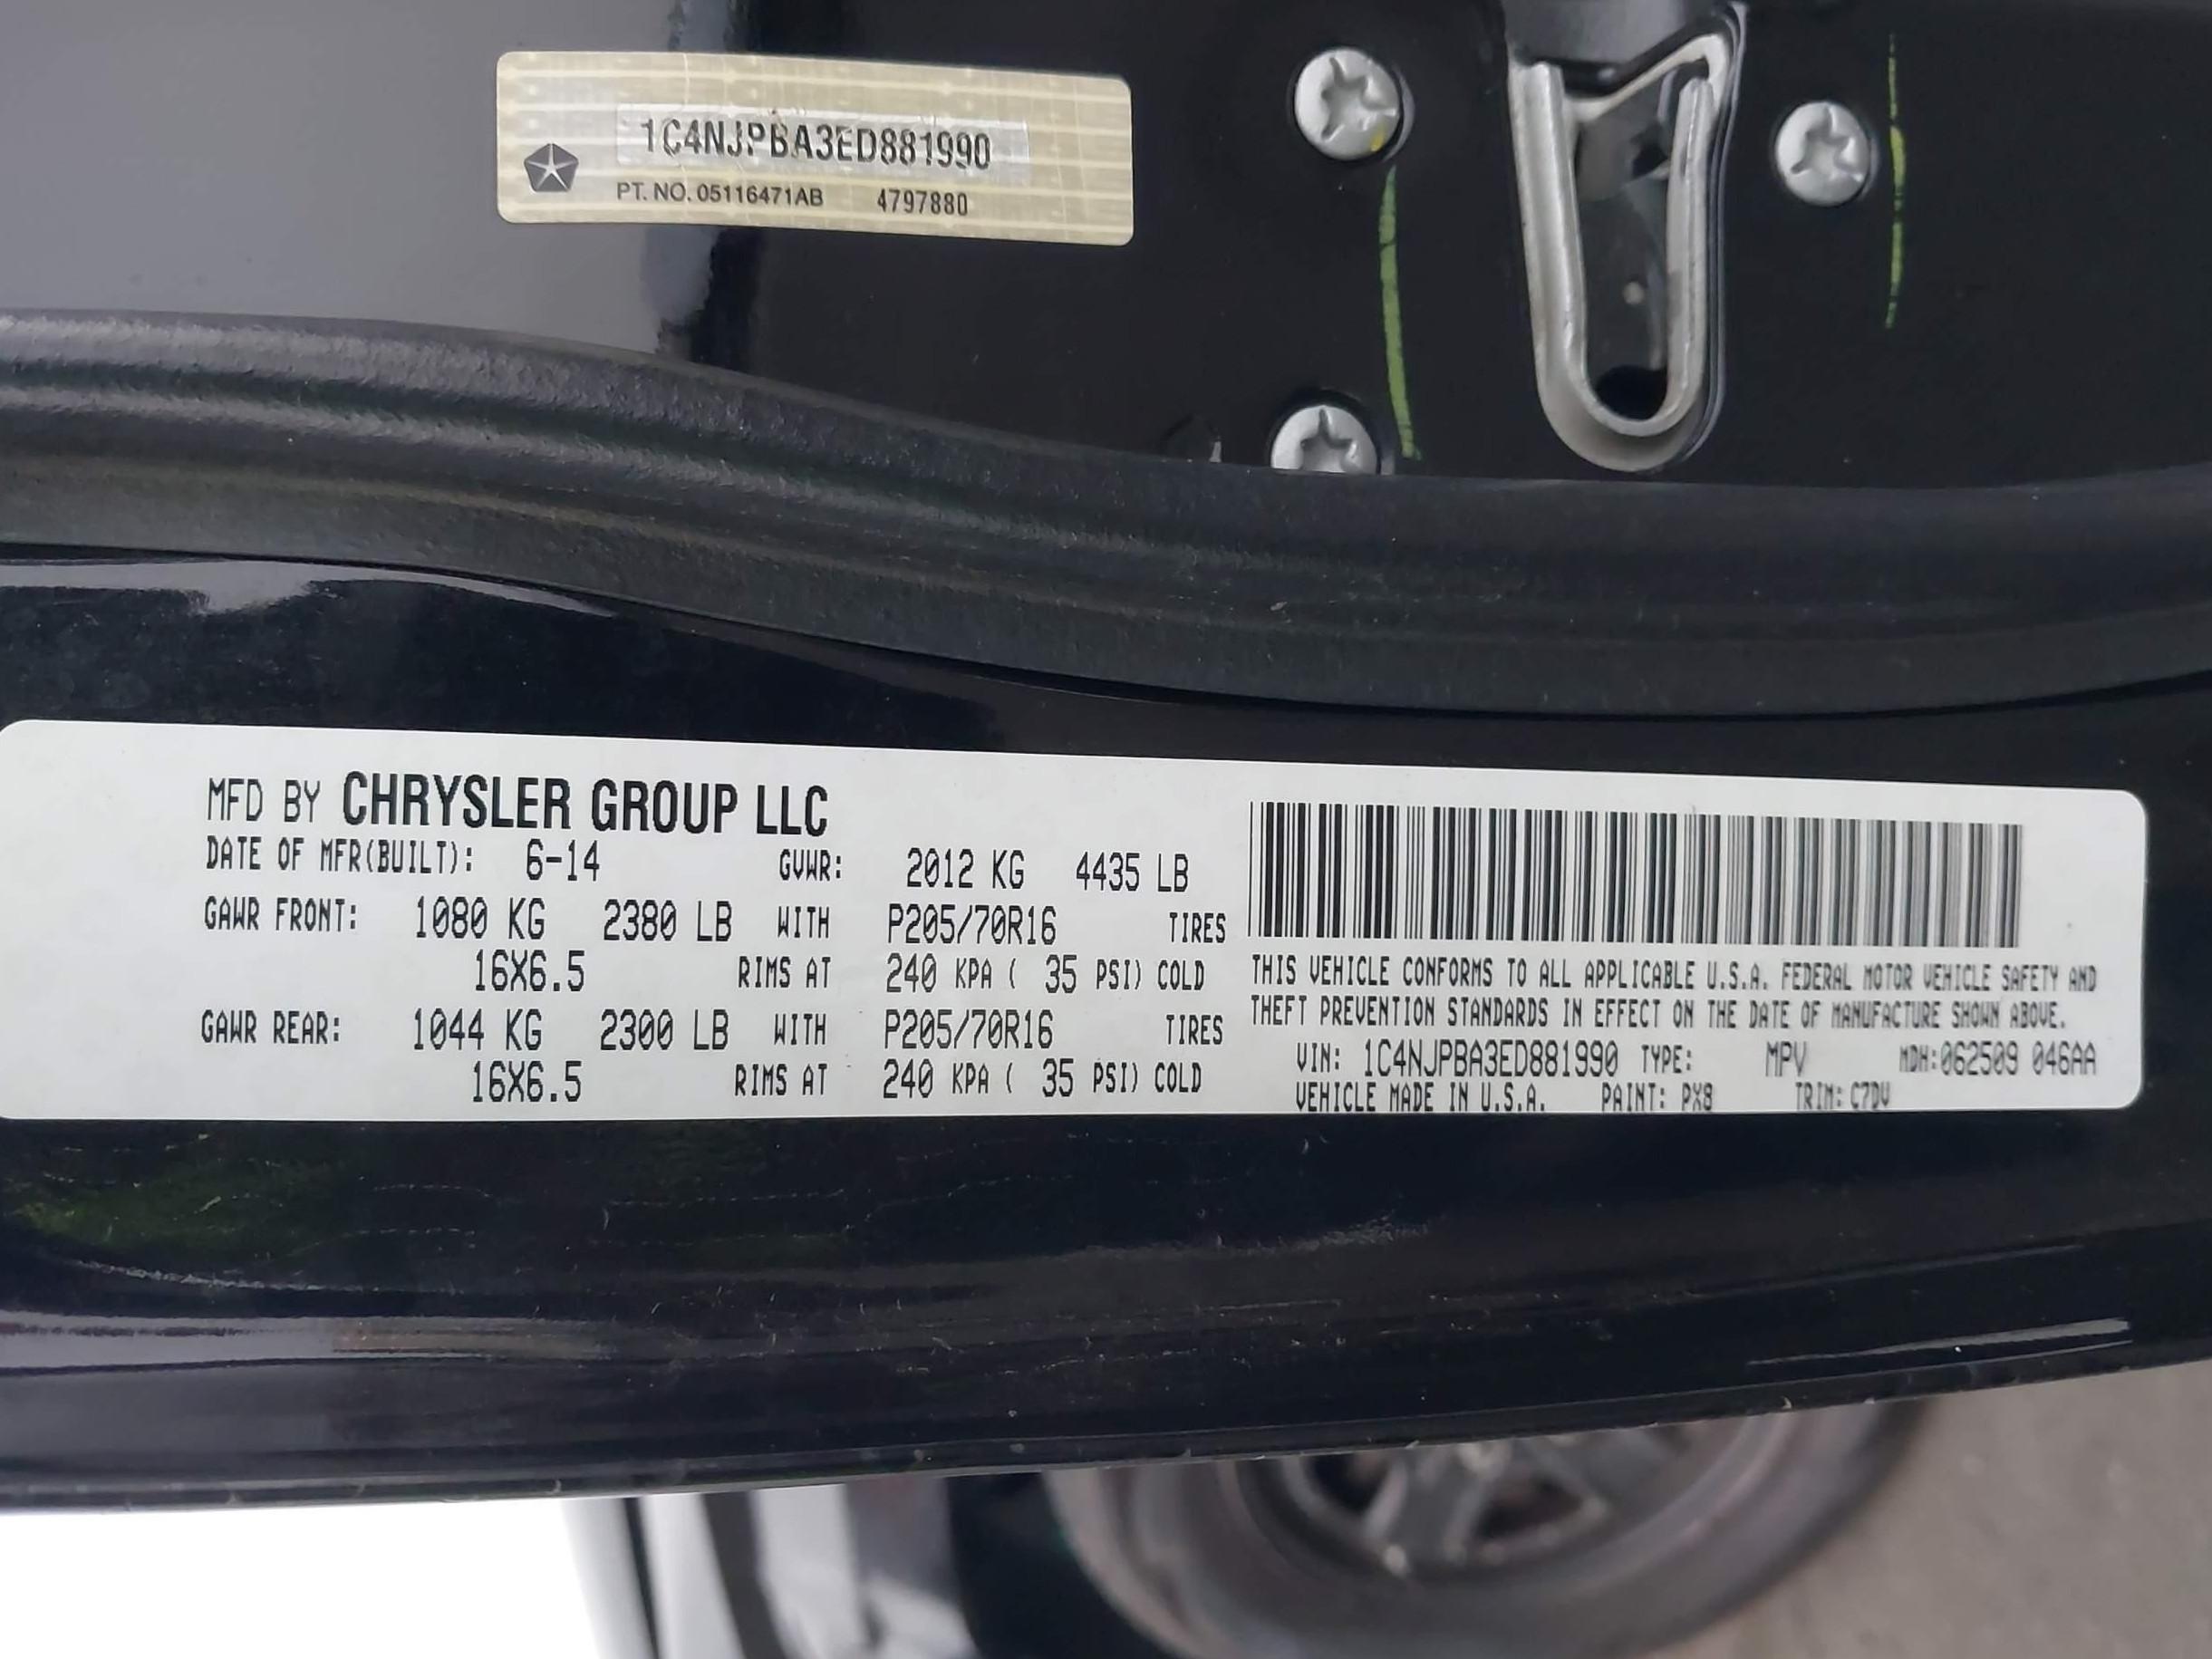 1C4NJPBA3ED881990
PT. NO. 05116471AB 4797880
MFD BY CHRYSLER GROUP LLC
DATE OF MFR(BUILT): 6-14 GVWR: 2012 KG 4435 LB
GAWR FRONT: 1080 KG 2380 LB WITH P205/70R16 TIRES
16X6.5 RIMS AT 240 KPA ( 35 PSI) COLD
GAWR REAR: 1044 KG 2300 LB WITH P205/70R16 TIRES
16X6.5 RIMS AT 240 KPA ( 35 PSI) COLD
THIS VEHICLE CONFORMS TO ALL APPLICABLE U.S.A. FEDERAL MOTOR VEHICLE SAFETY AND
THEFT PREVENTION STANDARDS IN EFFECT ON THE DATE OF MANUFACTURE SHOWN ABOVE.
VIN: 1C4NJPBA3ED881990 TYPE: MPV MDH:062509 046AA
VEHICLE MADE IN U.S.A. PAINT: PX8 TRIM: C7DV